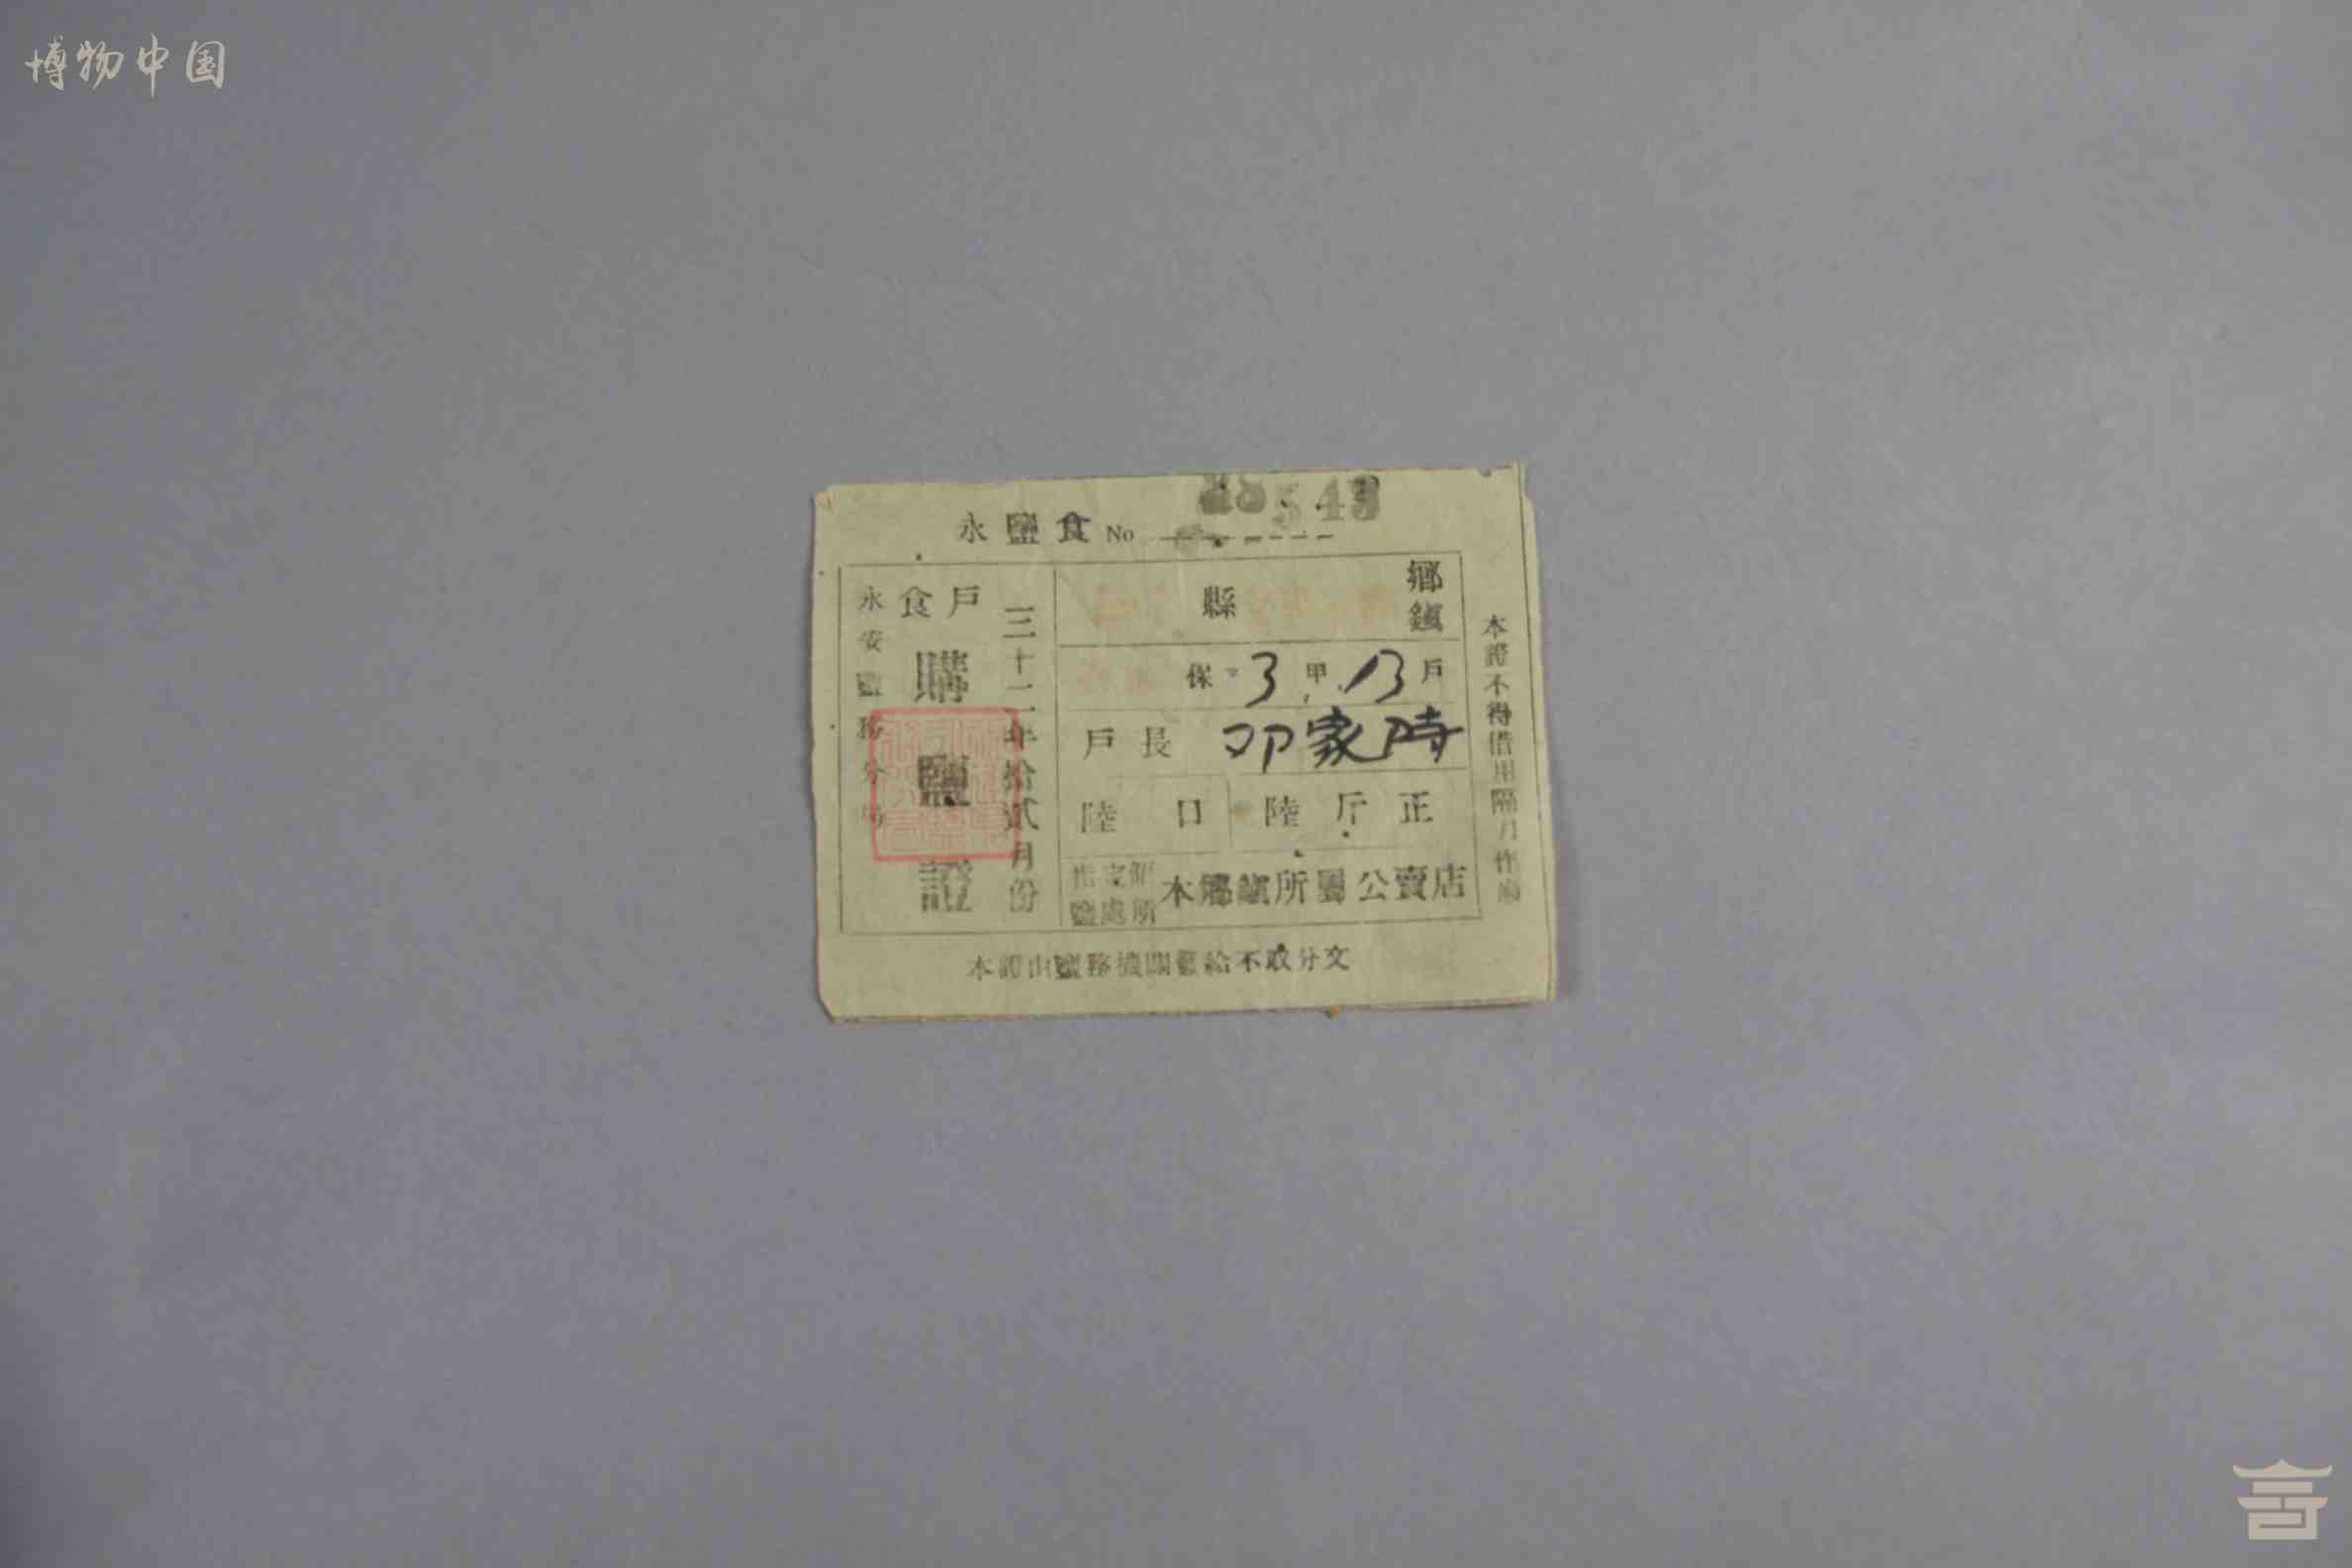 博物中国
永鹽食 No 543
三十二年拾貳月份
戶食
購鹽證
永安鹽務分局
縣 鄉鎮
保 3 甲 13 戶
戶長 邓家時
陸口 陸斤正
鹽處所
本鄉鎮所屬公賣店
本證不得借用隔月作廢
本證由鹽務機關發給不取分文